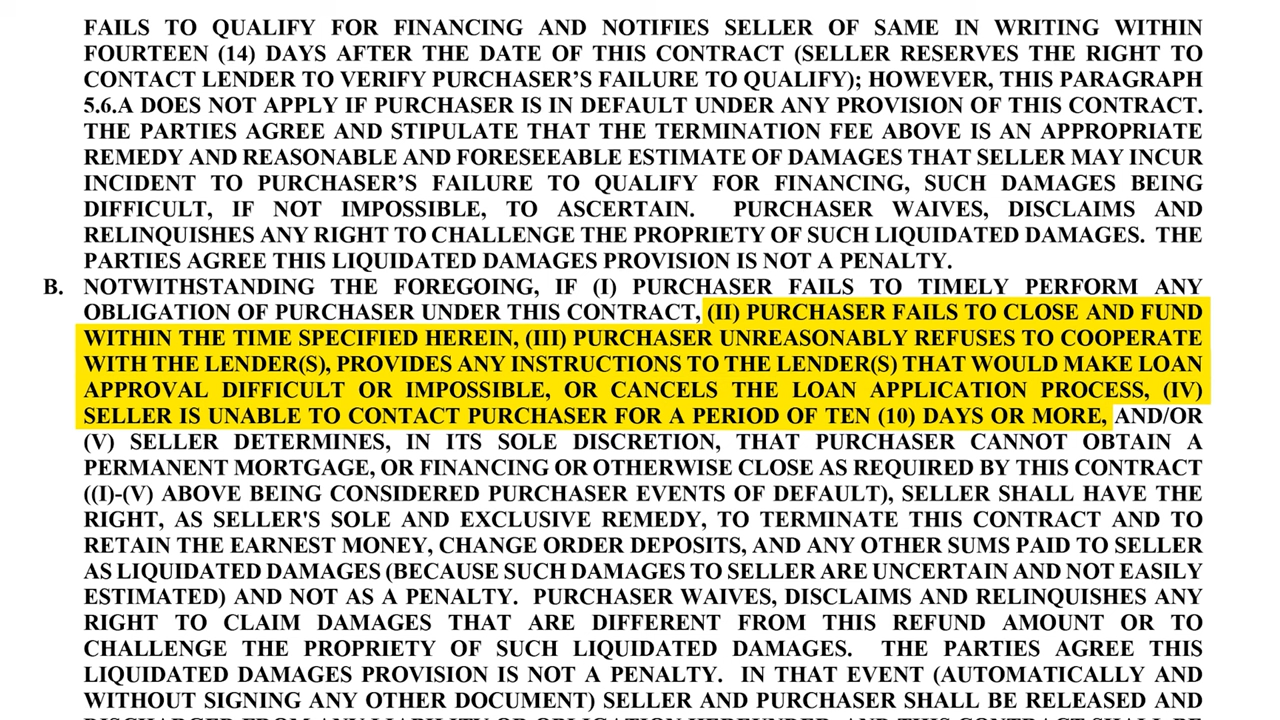 FAILS TO QUALIFY FOR FINANCING AND NOTIFIES SELLER OF SAME IN WRITING WITHIN
FOURTEEN (14) DAYS AFTER THE DATE OF THIS CONTRACT (SELLER RESERVES THE RIGHT TO
CONTACT LENDER TO VERIFY PURCHASER'S FAILURE TO QUALIFY); HOWEVER, THIS PARAGRAPH
5.6.A DOES NOT APPLY IF PURCHASER IS IN DEFAULT UNDER ANY PROVISION OF THIS CONTRACT.
THE PARTIES AGREE AND STIPULATE THAT THE TERMINATION FEE ABOVE IS AN APPROPRIATE
REMEDY AND REASONABLE AND FORESEEABLE ESTIMATE OF DAMAGES THAT SELLER MAY INCUR
INCIDENT TO PURCHASER'S FAILURE TO QUALIFY FOR FINANCING, SUCH DAMAGES BEING
DIFFICULT, IF NOT IMPOSSIBLE, TO ASCERTAIN. PURCHASER WAIVES, DISCLAIMS AND
RELINQUISHES ANY RIGHT TO CHALLENGE THE PROPRIETY OF SUCH LIQUIDATED DAMAGES. THE
PARTIES AGREE THIS LIQUIDATED DAMAGES PROVISION IS NOT A PENALTY.
B. NOTWITHSTANDING THE FOREGOING, IF (I) PURCHASER FAILS TO TIMELY PERFORM ANY
OBLIGATION OF PURCHASER UNDER THIS CONTRACT, (II) PURCHASER FAILS TO CLOSE AND FUND
WITHIN THE TIME SPECIFIED HEREIN, (III) PURCHASER UNREASONABLY REFUSES TO COOPERATE
WITH THE LENDER(S), PROVIDES ANY INSTRUCTIONS TO THE LENDER(S) THAT WOULD MAKE LOAN
APPROVAL DIFFICULT OR IMPOSSIBLE, OR CANCELS THE LOAN APPLICATION PROCESS, (IV)
SELLER IS UNABLE TO CONTACT PURCHASER FOR A PERIOD OF TEN (10) DAYS OR MORE, AND/OR
(V) SELLER DETERMINES, IN ITS SOLE DISCRETION, THAT PURCHASER CANNOT OBTAIN A
PERMANENT MORTGAGE, OR FINANCING OR OTHERWISE CLOSE AS REQUIRED BY THIS CONTRACT
((I)-(V) ABOVE BEING CONSIDERED PURCHASER EVENTS OF DEFAULT), SELLER SHALL HAVE THE
RIGHT, AS SELLER'S SOLE AND EXCLUSIVE REMEDY, TO TERMINATE THIS CONTRACT AND TO
RETAIN THE EARNEST MONEY, CHANGE ORDER DEPOSITS, AND ANY OTHER SUMS PAID TO SELLER
AS LIQUIDATED DAMAGES (BECAUSE SUCH DAMAGES TO SELLER ARE UNCERTAIN AND NOT EASILY
ESTIMATED) AND NOT AS A PENALTY. PURCHASER WAIVES, DISCLAIMS AND RELINQUISHES ANY
RIGHT TO CLAIM DAMAGES THAT ARE DIFFERENT FROM THIS REFUND AMOUNT OR TO
CHALLENGE THE PROPRIETY OF SUCH LIQUIDATED DAMAGES. THE PARTIES AGREE THIS
LIQUIDATED DAMAGES PROVISION IS NOT A PENALTY. IN THAT EVENT (AUTOMATICALLY AND
WITHOUT SIGNING ANY OTHER DOCUMENT) SELLER AND PURCHASER SHALL BE RELEASED AND
DISCHARGED FROM ANY LIABILITY OR OBLIGATION HEREUNDER, AND THIS CONTRACT SHALL BE